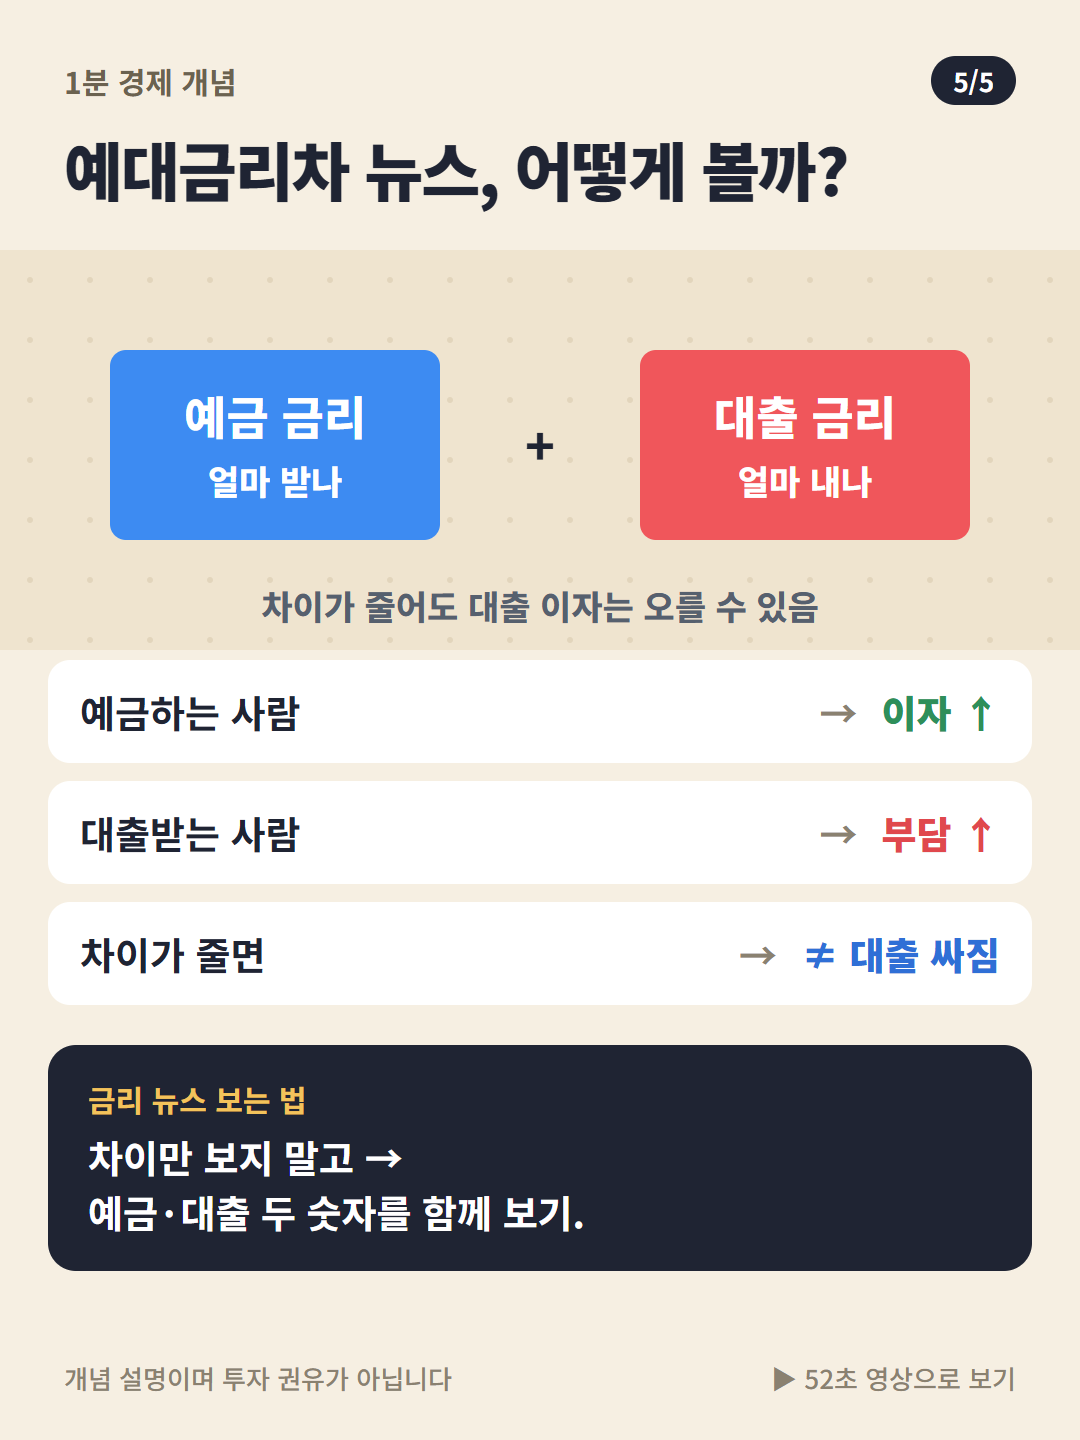 1분 경제 개념
5/5
예대금리차 뉴스, 어떻게 볼까?
예금 금리
얼마 받나
+
대출 금리
얼마 내나
차이가 줄어도 대출 이자는 오를 수 있음
예금하는 사람 → 이자 ↑
대출받는 사람 → 부담 ↑
차이가 줄면 → ≠ 대출 싸짐
금리 뉴스 보는 법
차이만 보지 말고 →
예금·대출 두 숫자를 함께 보기.
개념 설명이며 투자 권유가 아닙니다
▶ 52초 영상으로 보기